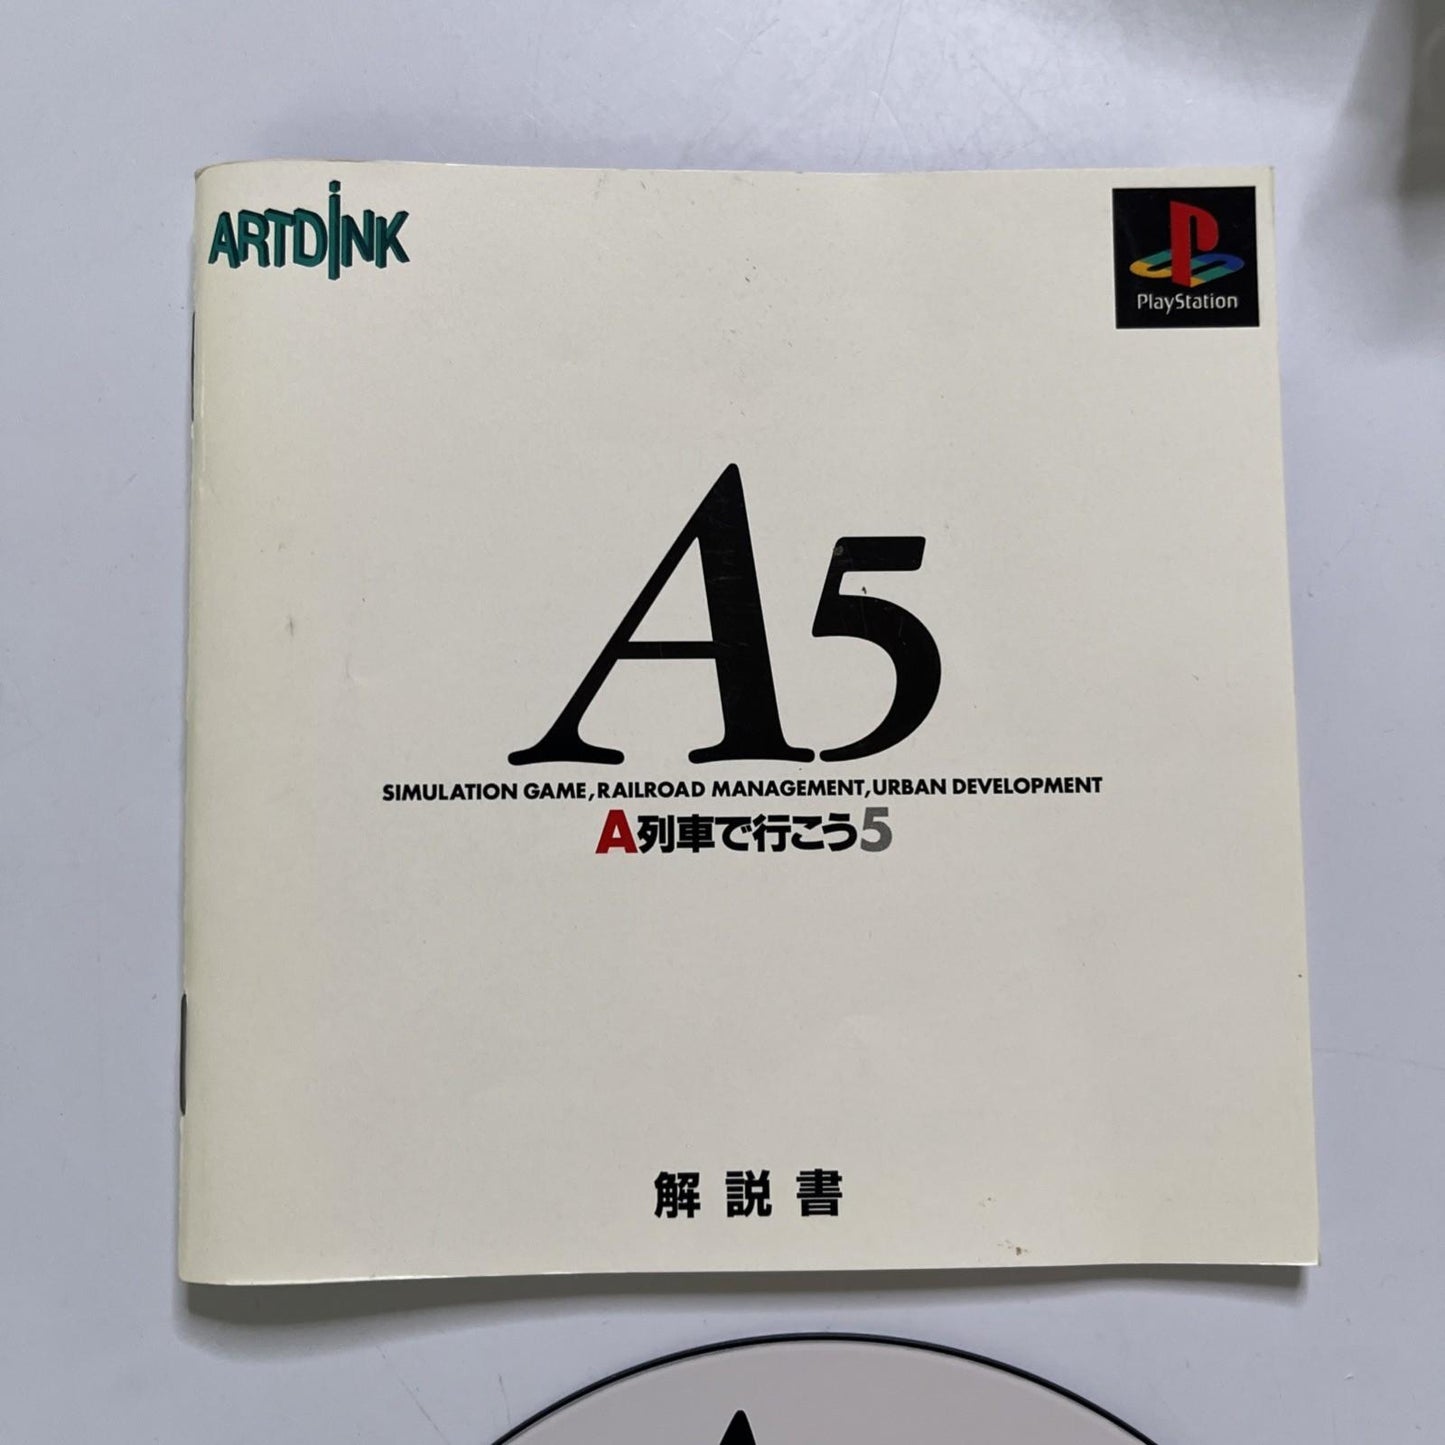 ARTDINK
PlayStation
A5
SIMULATION GAME,RAILROAD MANAGEMENT,URBAN DEVELOPMENT
A列車で行こう5
解説書